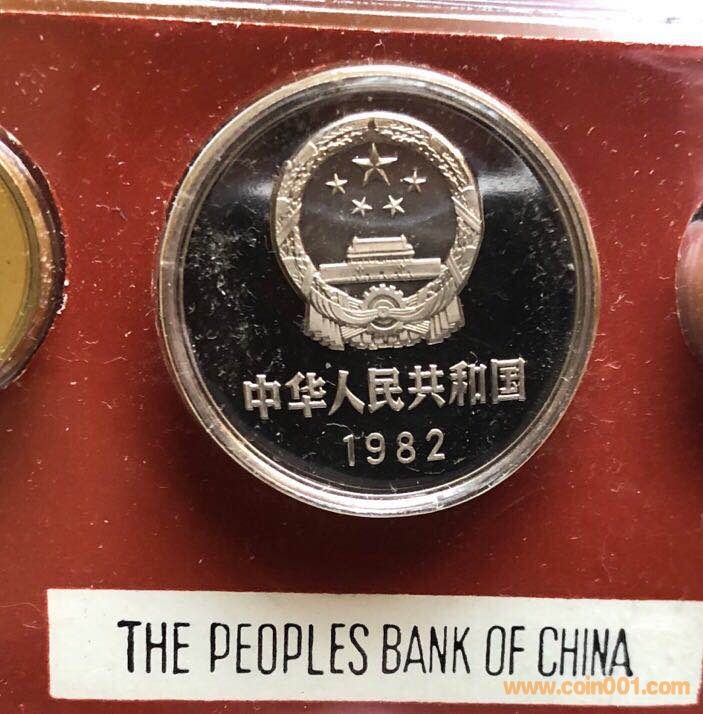 中华人民共和国
1982
THE PEOPLES BANK OF CHINA
www.coin001.com